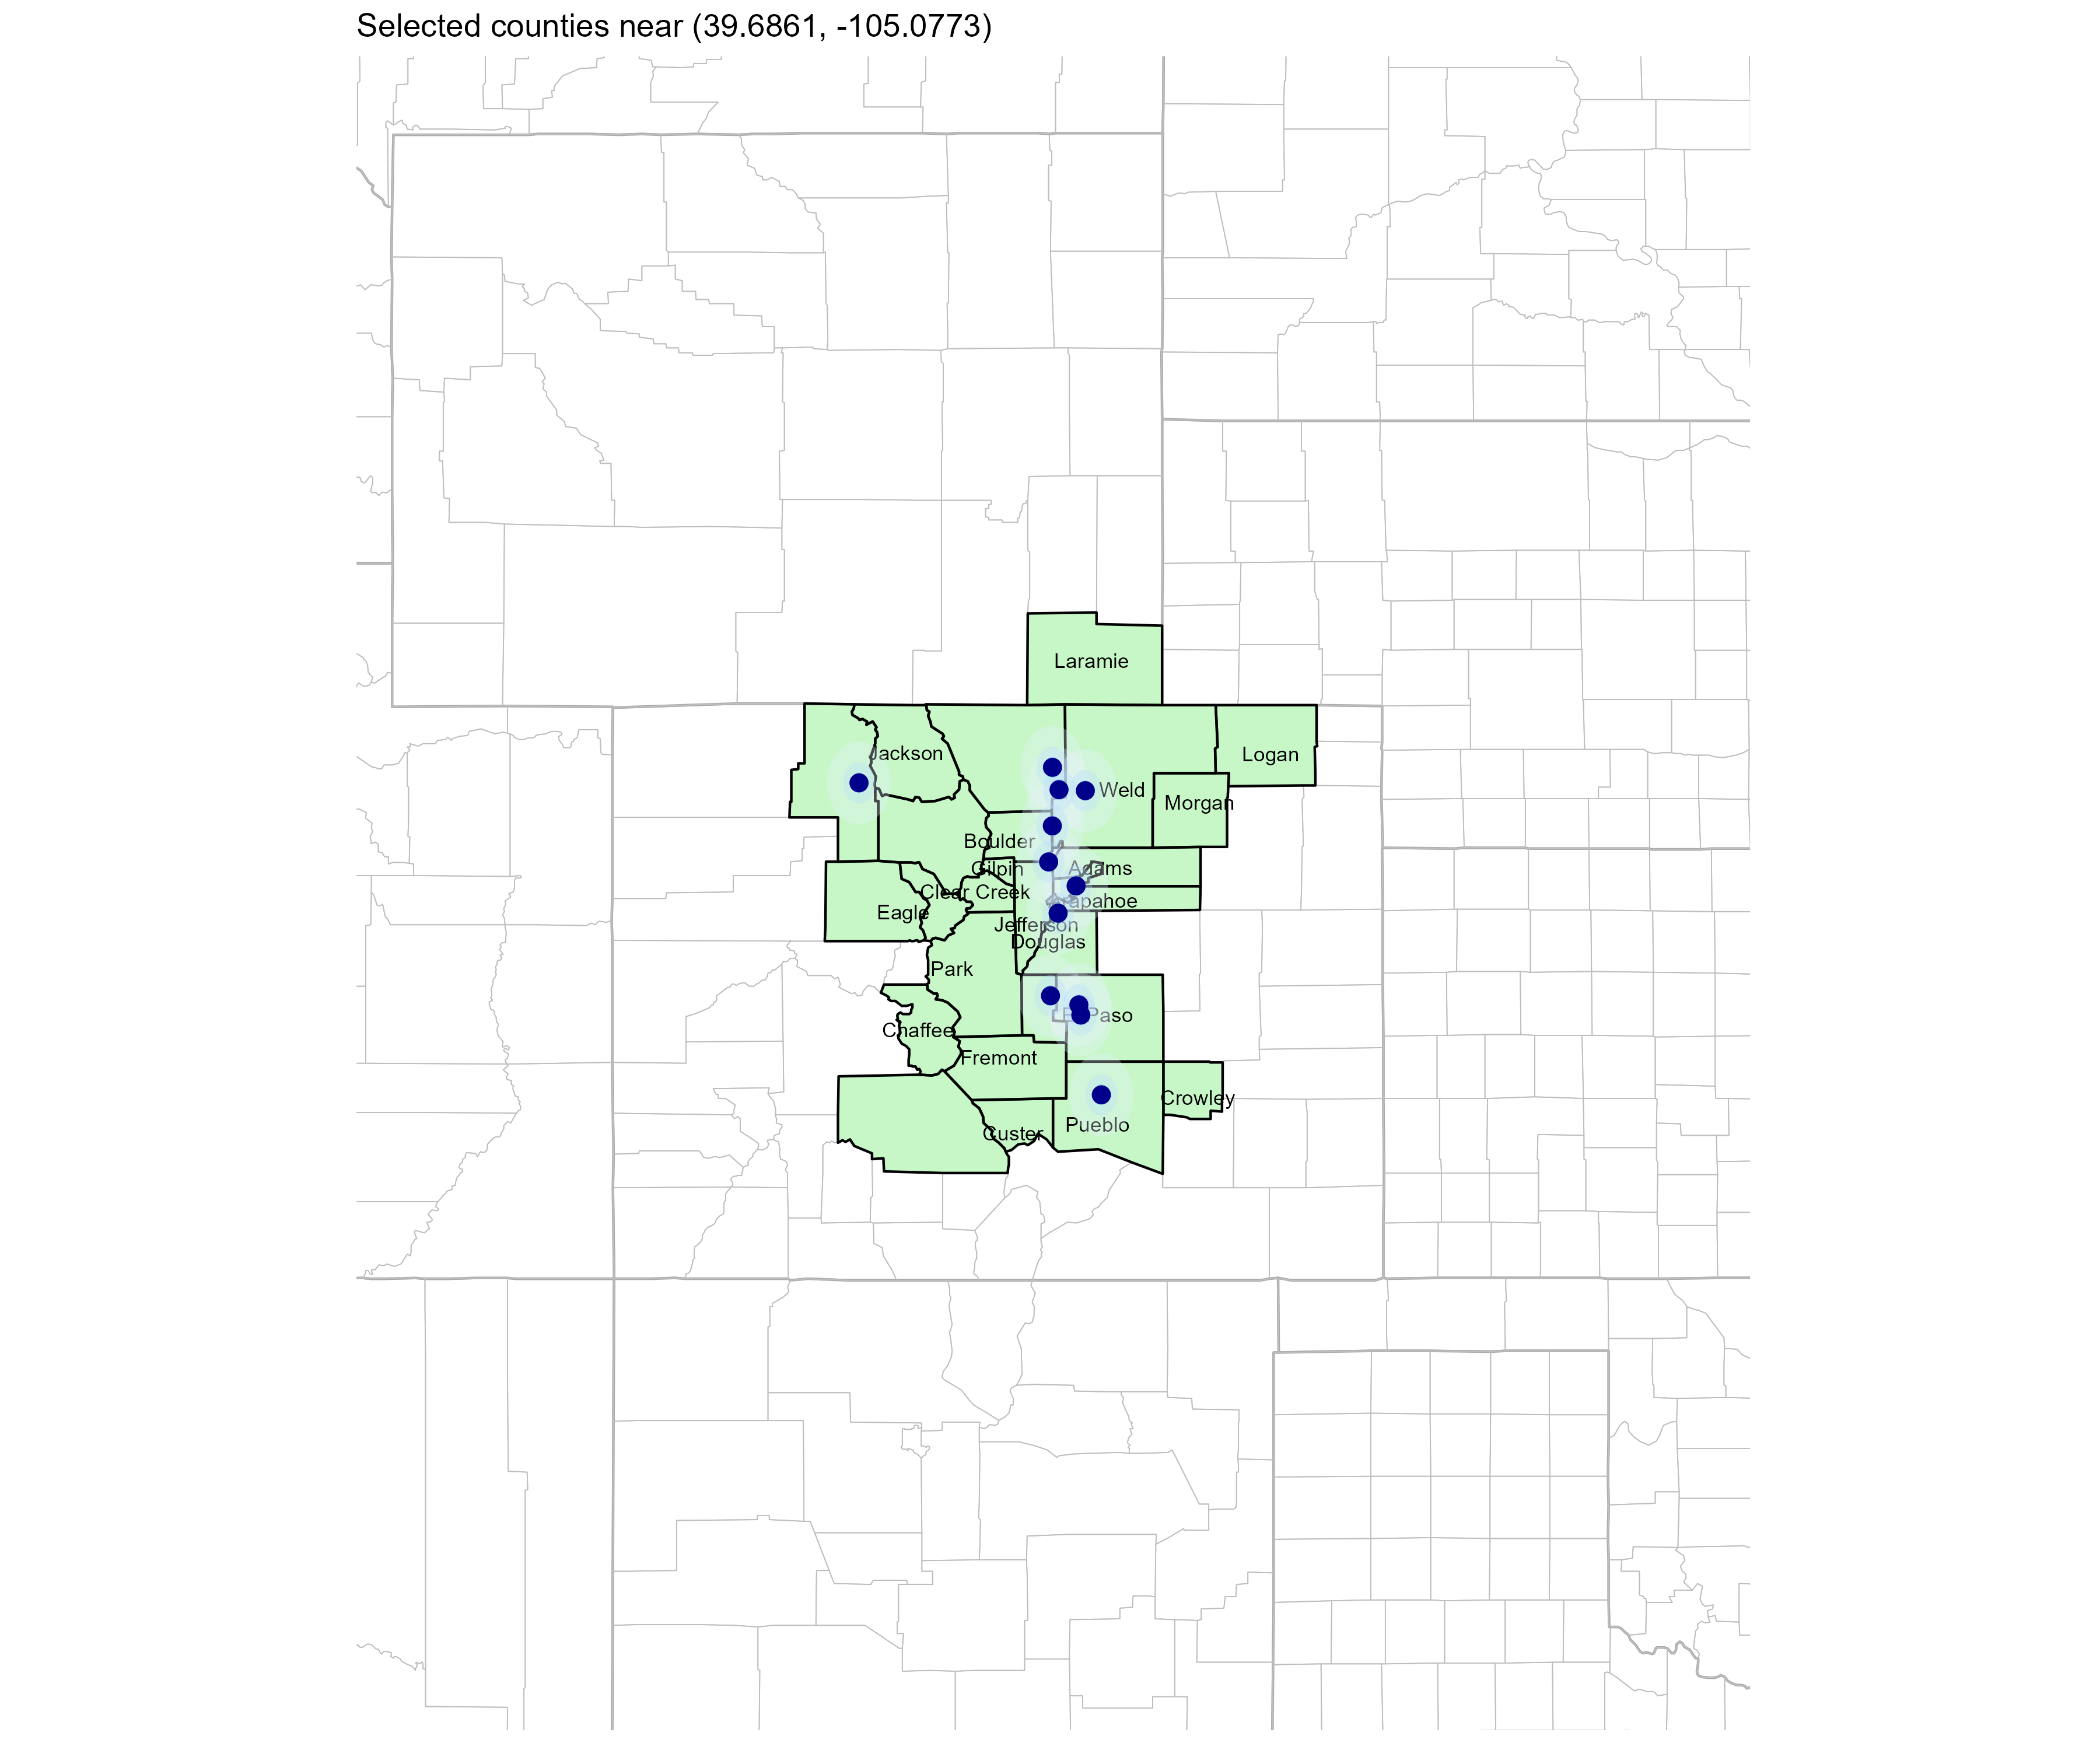 Selected counties near (39.6861, -105.0773)
Laramie
Jackson
Logan
Weld
Morgan
Boulder
Gilpin
Adams
Clear Creek
Eagle
Jefferson
Douglas
Park
Paso
Chaffee
Fremont
Crowley
Pueblo
Custer